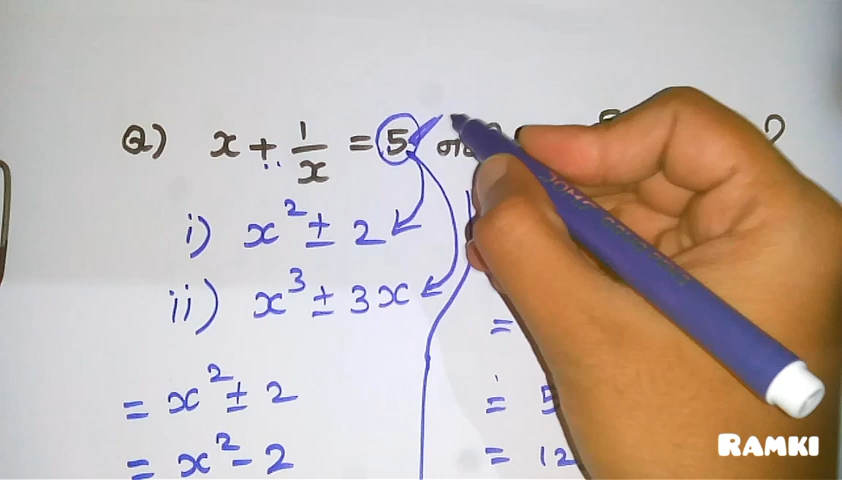 Q) x + 1/x = 5
i) x² ± 2
ii) x³ ± 3x
= x² ± 2
= x² - 2
=
= 5
= 12
RAMKI